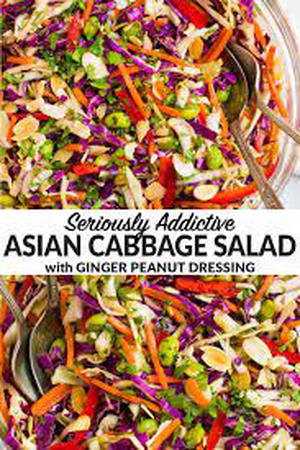 Seriously Addictive
ASIAN CABBAGE SALAD
with GINGER PEANUT DRESSING